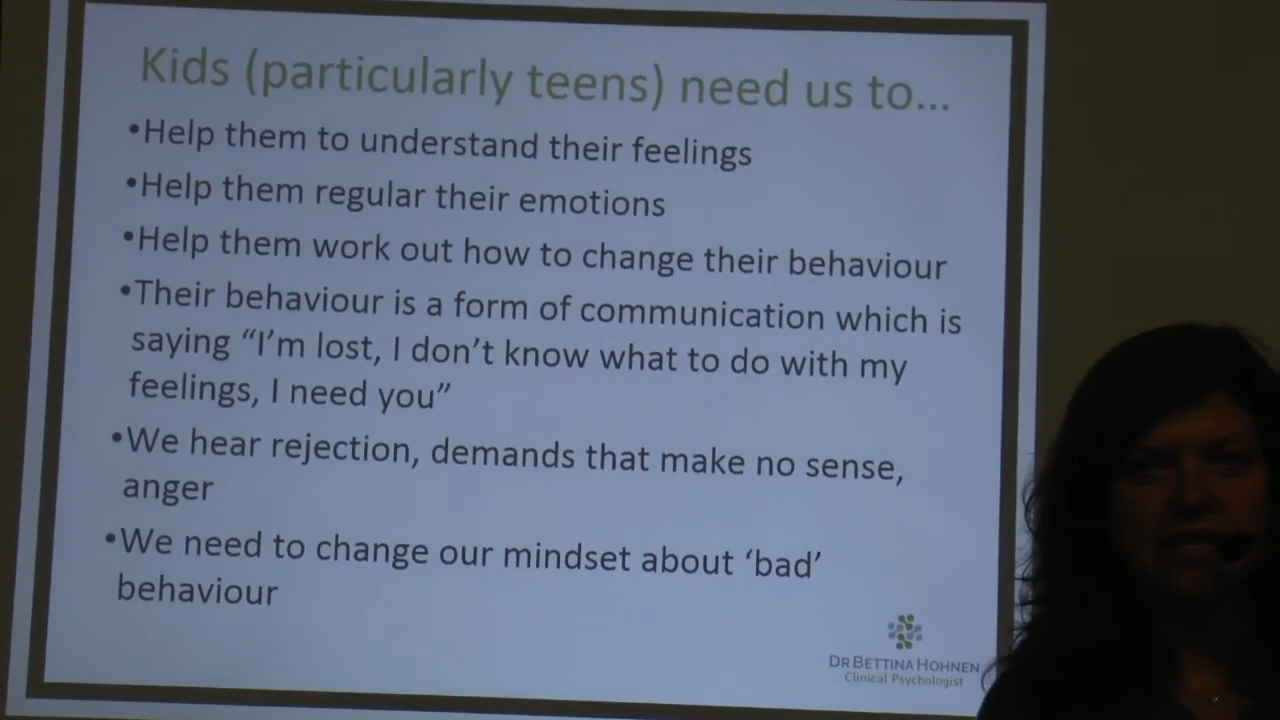 Kids (particularly teens) need us to...
•Help them to understand their feelings
•Help them regular their emotions
•Help them work out how to change their behaviour
•Their behaviour is a form of communication which is
saying “I’m lost, I don’t know what to do with my
feelings, I need you”
•We hear rejection, demands that make no sense,
anger
•We need to change our mindset about ‘bad’
behaviour
DR BETTINA HOHNEN
Clinical Psychologist